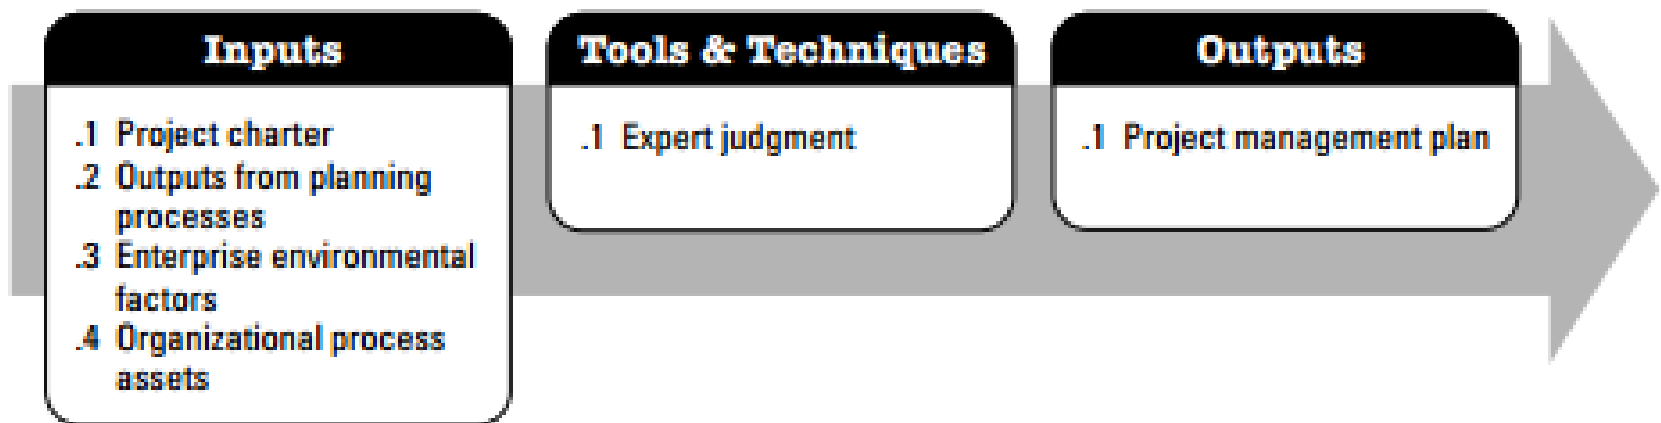 Inputs
.1 Project charter
.2 Outputs from planning
processes
.3 Enterprise environmental
factors
.4 Organizational process
assets
Tools & Techniques
.1 Expert judgment
Outputs
.1 Project management plan